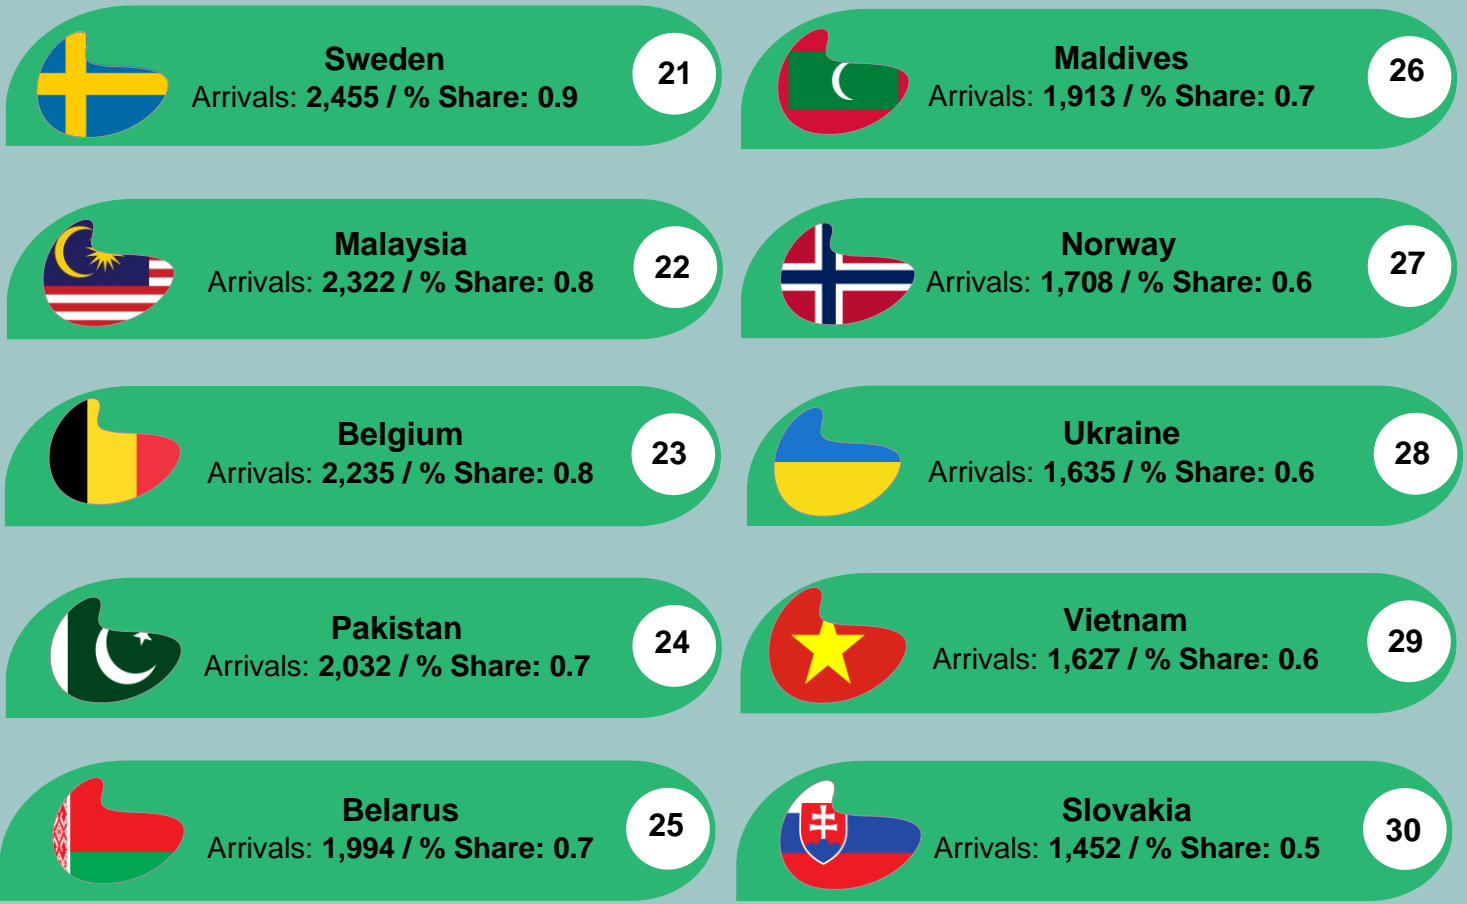 Sweden
Arrivals: 2,455 / % Share: 0.9
21
Malaysia
Arrivals: 2,322 / % Share: 0.8
22
Belgium
Arrivals: 2,235 / % Share: 0.8
23
Pakistan
Arrivals: 2,032 / % Share: 0.7
24
Belarus
Arrivals: 1,994 / % Share: 0.7
25
Maldives
Arrivals: 1,913 / % Share: 0.7
26
Norway
Arrivals: 1,708 / % Share: 0.6
27
Ukraine
Arrivals: 1,635 / % Share: 0.6
28
Vietnam
Arrivals: 1,627 / % Share: 0.6
29
Slovakia
Arrivals: 1,452 / % Share: 0.5
30